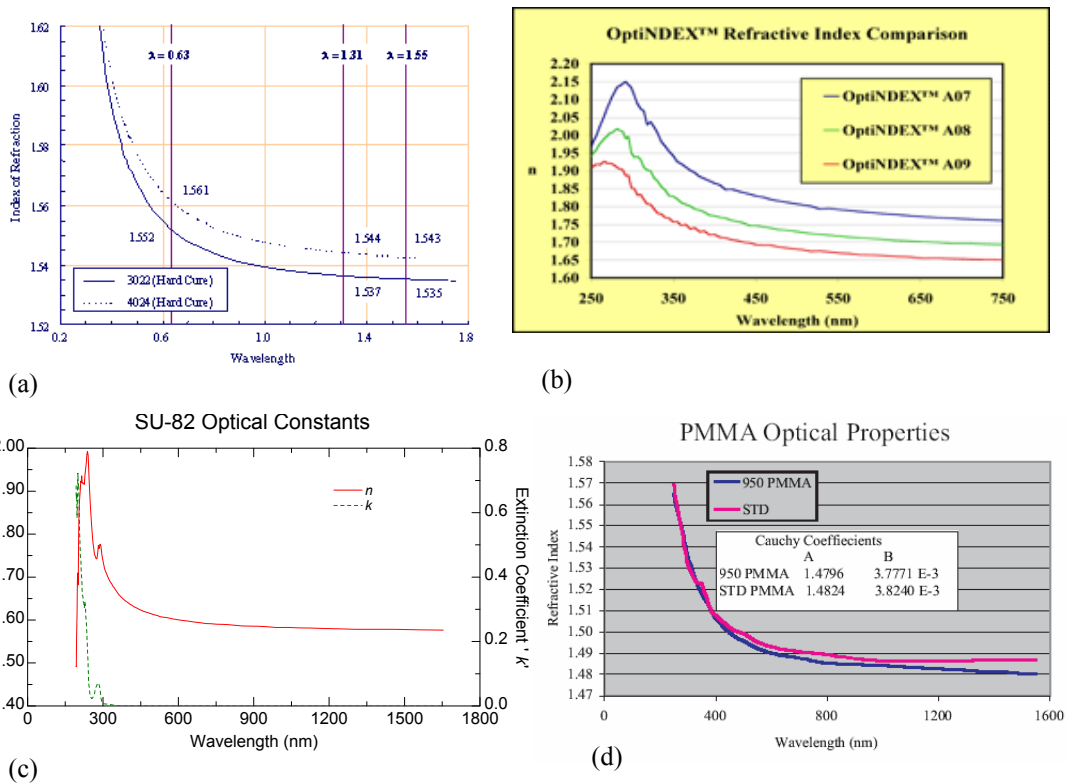 1.62
1.60
1.58
1.56
1.54
1.52
Index of Refraction
λ = 0.63
λ = 1.31
λ = 1.55
1.561
1.552
1.544
1.543
1.537
1.535
3022 (Hard Cure)
4024 (Hard Cure)
0.2 0.6 1.0 1.4 1.8
Wavelength
(a)
OptiNDEX™ Refractive Index Comparison
2.20
2.15
2.10
2.05
2.00
1.95
1.90
1.85
1.80
1.75
1.70
1.65
1.60
n
OptiNDEX™ A07
OptiNDEX™ A08
OptiNDEX™ A09
250 350 450 550 650 750
Wavelength (nm)
(b)
SU-82 Optical Constants
2.00
.90
.80
.70
.60
.50
.40
n
k
0.8
0.6
0.4
0.2
0.0
Extinction Coefficient ' k'
0 300 600 900 1200 1500 1800
Wavelength (nm)
(c)
PMMA Optical Properties
1.58
1.57
1.56
1.55
1.54
1.53
1.52
1.51
1.50
1.49
1.48
1.47
Refractive Index
950 PMMA
STD
Cauchy Coeffiecients
A B
950 PMMA 1.4796 3.7771 E-3
STD PMMA 1.4824 3.8240 E-3
0 400 800 1200 1600
Wavelength (nm)
(d)